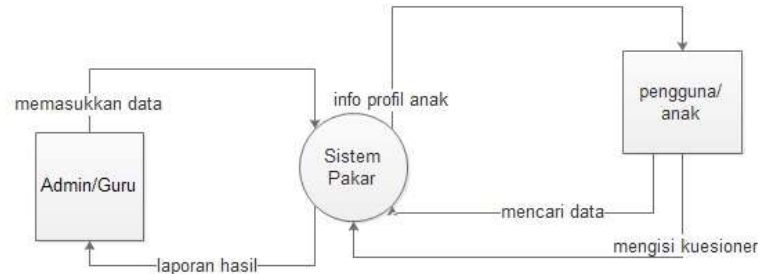 memasukkan data
info profil anak
pengguna/
anak
Admin/Guru
Sistem
Pakar
mencari data
mengisi kuesioner
laporan hasil